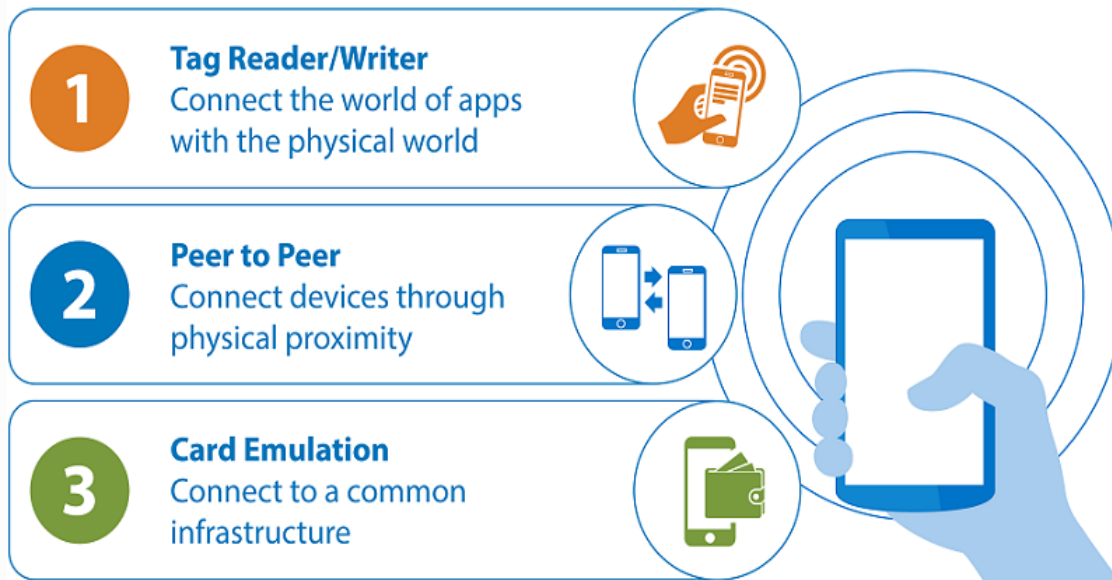 1
Tag Reader/Writer
Connect the world of apps
with the physical world
2
Peer to Peer
Connect devices through
physical proximity
3
Card Emulation
Connect to a common
infrastructure